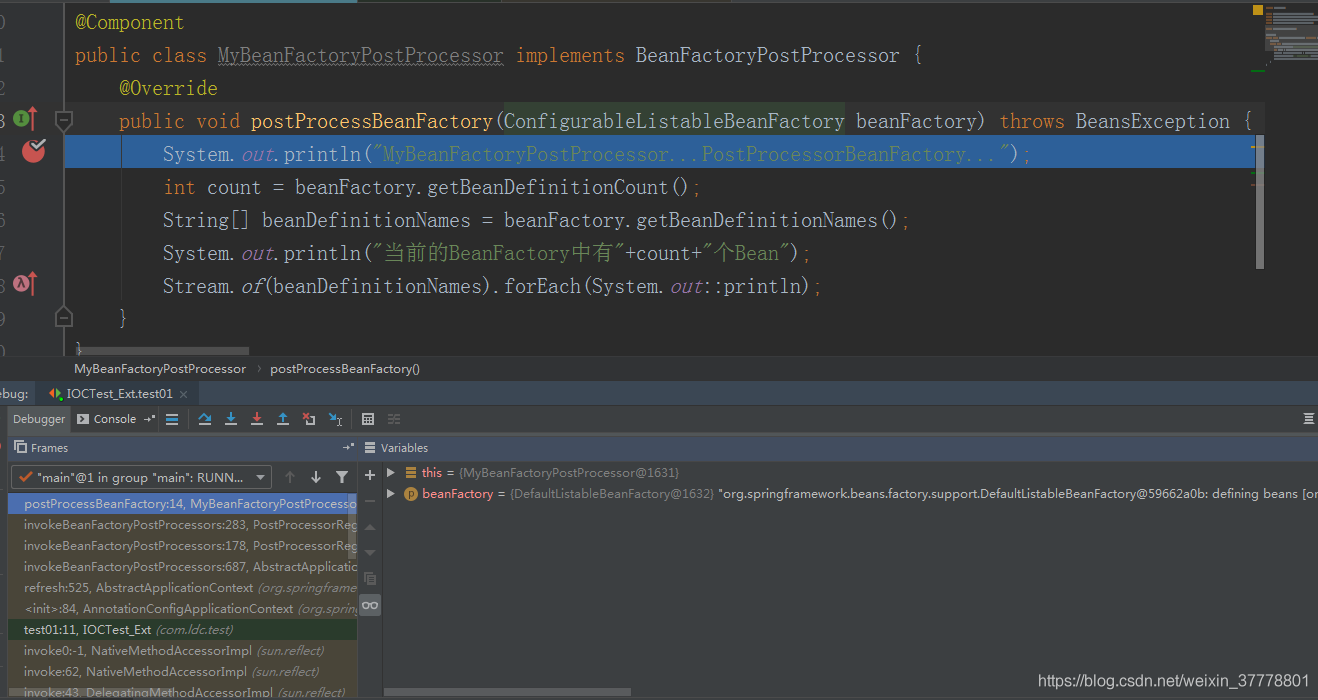 @Component
public class MyBeanFactoryPostProcessor implements BeanFactoryPostProcessor {
@Override
public void postProcessBeanFactory(ConfigurableListableBeanFactory beanFactory) throws BeansException {
System.out.println("MyBeanFactoryPostProcessor...PostProcessorBeanFactory...");
int count = beanFactory.getBeanDefinitionCount();
String[] beanDefinitionNames = beanFactory.getBeanDefinitionNames();
System.out.println("当前的BeanFactory中有"+count+"个Bean");
Stream.of(beanDefinitionNames).forEach(System.out::println);
}
}
MyBeanFactoryPostProcessor › postProcessBeanFactory()
ebug: IOCTest_Ext.test01 ×
Debugger Console
Frames
Variables
"main"@1 in group "main": RUNN...
this = {MyBeanFactoryPostProcessor@1631}
beanFactory = {DefaultListableBeanFactory@1632} "org.springframework.beans.factory.support.DefaultListableBeanFactory@59662a0b: defining beans [or
postProcessBeanFactory:14, MyBeanFactoryPostProcesso
invokeBeanFactoryPostProcessors:283, PostProcessorReg
invokeBeanFactoryPostProcessors:178, PostProcessorReg
invokeBeanFactoryPostProcessors:687, AbstractApplicatio
refresh:525, AbstractApplicationContext (org.springframe
<init>:84, AnnotationConfigApplicationContext (org.spring
test01:11, IOCTest_Ext (com.ldc.test)
invoke0:-1, NativeMethodAccessorImpl (sun.reflect)
invoke:62, NativeMethodAccessorImpl (sun.reflect)
invoke:43, DelegatingMethodAccessorImpl (sun.reflect)
https://blog.csdn.net/weixin_37778801